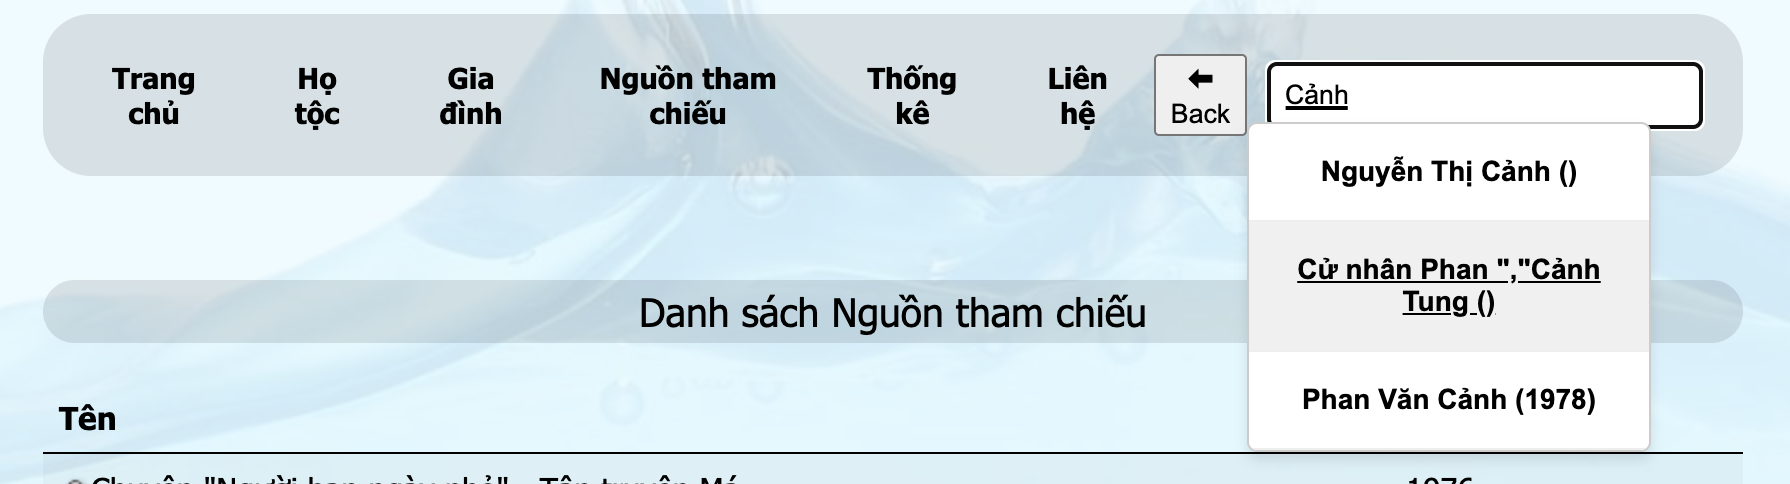 Trang chủ
Họ tộc
Gia đình
Nguồn tham chiếu
Thống kê
Liên hệ
⬅ Back
Cảnh
Nguyễn Thị Cảnh ()
Cử nhân Phan ","Cảnh
Tung ()
Phan Văn Cảnh (1978)
Danh sách Nguồn tham chiếu
Tên